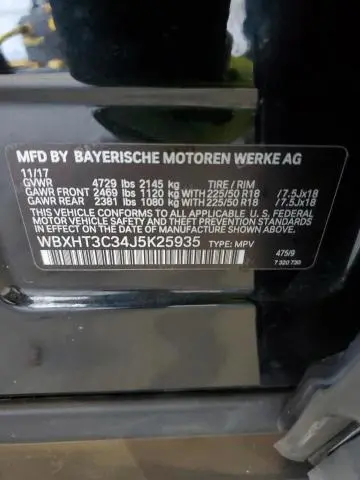 MFD BY BAYERISCHE MOTOREN WERKE AG
11/17
GVWR 4729 lbs 2145 kg TIRE / RIM
GAWR FRONT 2469 lbs 1120 kg WITH 225/50 R18 /7.5Jx18
GAWR REAR 2381 lbs 1080 kg WITH 225/50 R18 /7.5Jx18
THIS VEHICLE CONFORMS TO ALL APPLICABLE FEDERAL
MOTOR VEHICLE SAFETY, BUMPER, AND THEFT
PREVENTION STANDARDS IN EFFECT ON THE DATE
OF MANUFACTURE SHOWN ABOVE.
WBXHT3C34J5K25935 TYPE: MPV
475/9
7 320 730